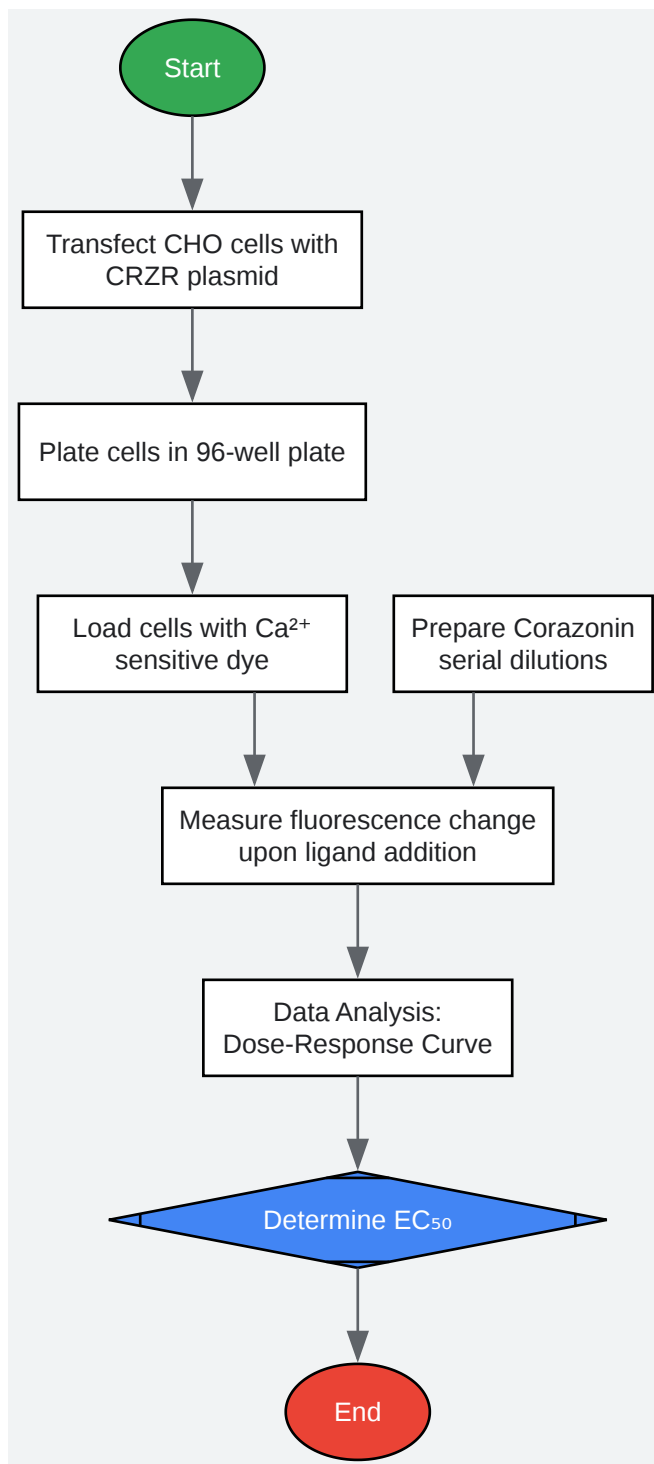 Start
Transfect CHO cells with
CRZR plasmid
Plate cells in 96-well plate
Load cells with Ca²⁺
sensitive dye
Prepare Corazonin
serial dilutions
Measure fluorescence change
upon ligand addition
Data Analysis:
Dose-Response Curve
Determine EC₅₀
End